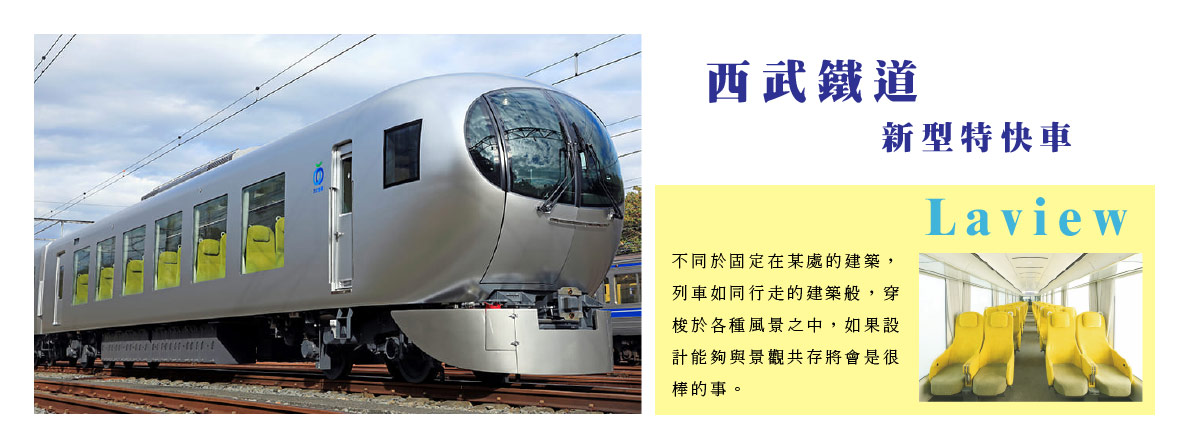 西武鐵道
新型特快車
Laview
不同於固定在某處的建築，
列車如同行走的建築般，穿
梭於各種風景之中，如果設
計能夠與景觀共存將會是很
棒的事。